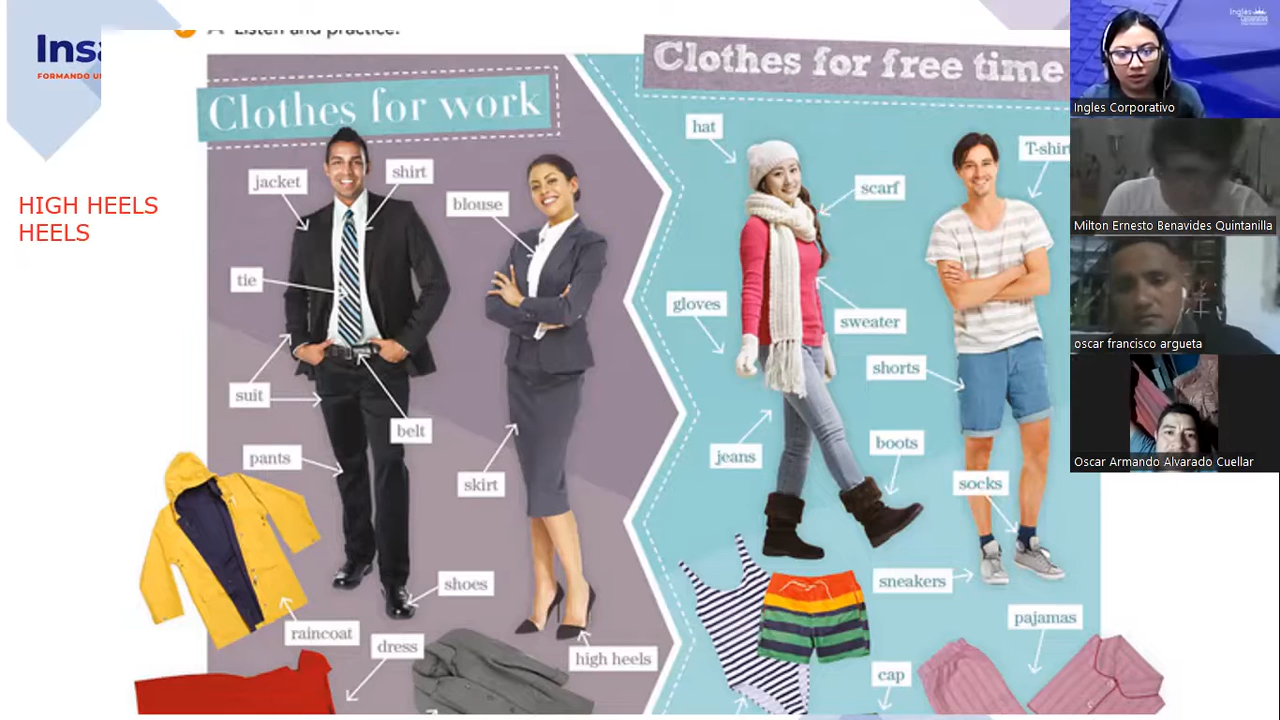 Insa
FORMANDO U
A Listen and practice.
HIGH HEELS
HEELS
Clothes for work
jacket
shirt
blouse
tie
suit
belt
pants
skirt
shoes
raincoat
dress
high heels
Clothes for free time
hat
T-shir
scarf
gloves
sweater
shorts
jeans
boots
socks
sneakers
pajamas
cap
Ingles Corporativo
Milton Ernesto Benavides Quintanilla
oscar francisco argueta
Oscar Armando Alvarado Cuellar